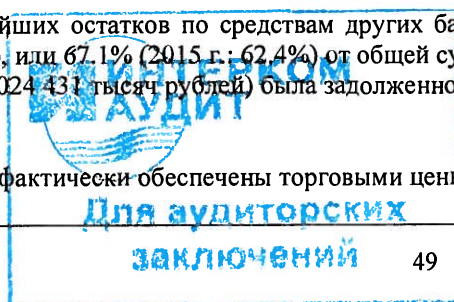 йших остатков по средствам других ба
, или 67.1% (2015 г.: 62.4%) от общей су
024 431 тысяч рублей) была задолженно
ИНТЕРКОМ
АУДИТ
фактически обеспечены торговыми цен
Для аудиторских
заключений
49